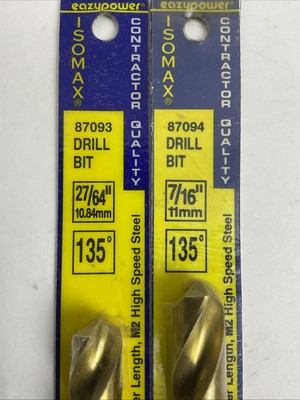 eazypower®
ISOMAX®
CONTRACTOR QUALITY
87093
DRILL
BIT
27/64"
10.84mm
135°
er Length, M2 High Speed Steel
eazypower®
ISOMAX®
CONTRACTOR QUALITY
87094
DRILL
BIT
7/16"
11mm
135°
er Length, M2 High Speed Steel